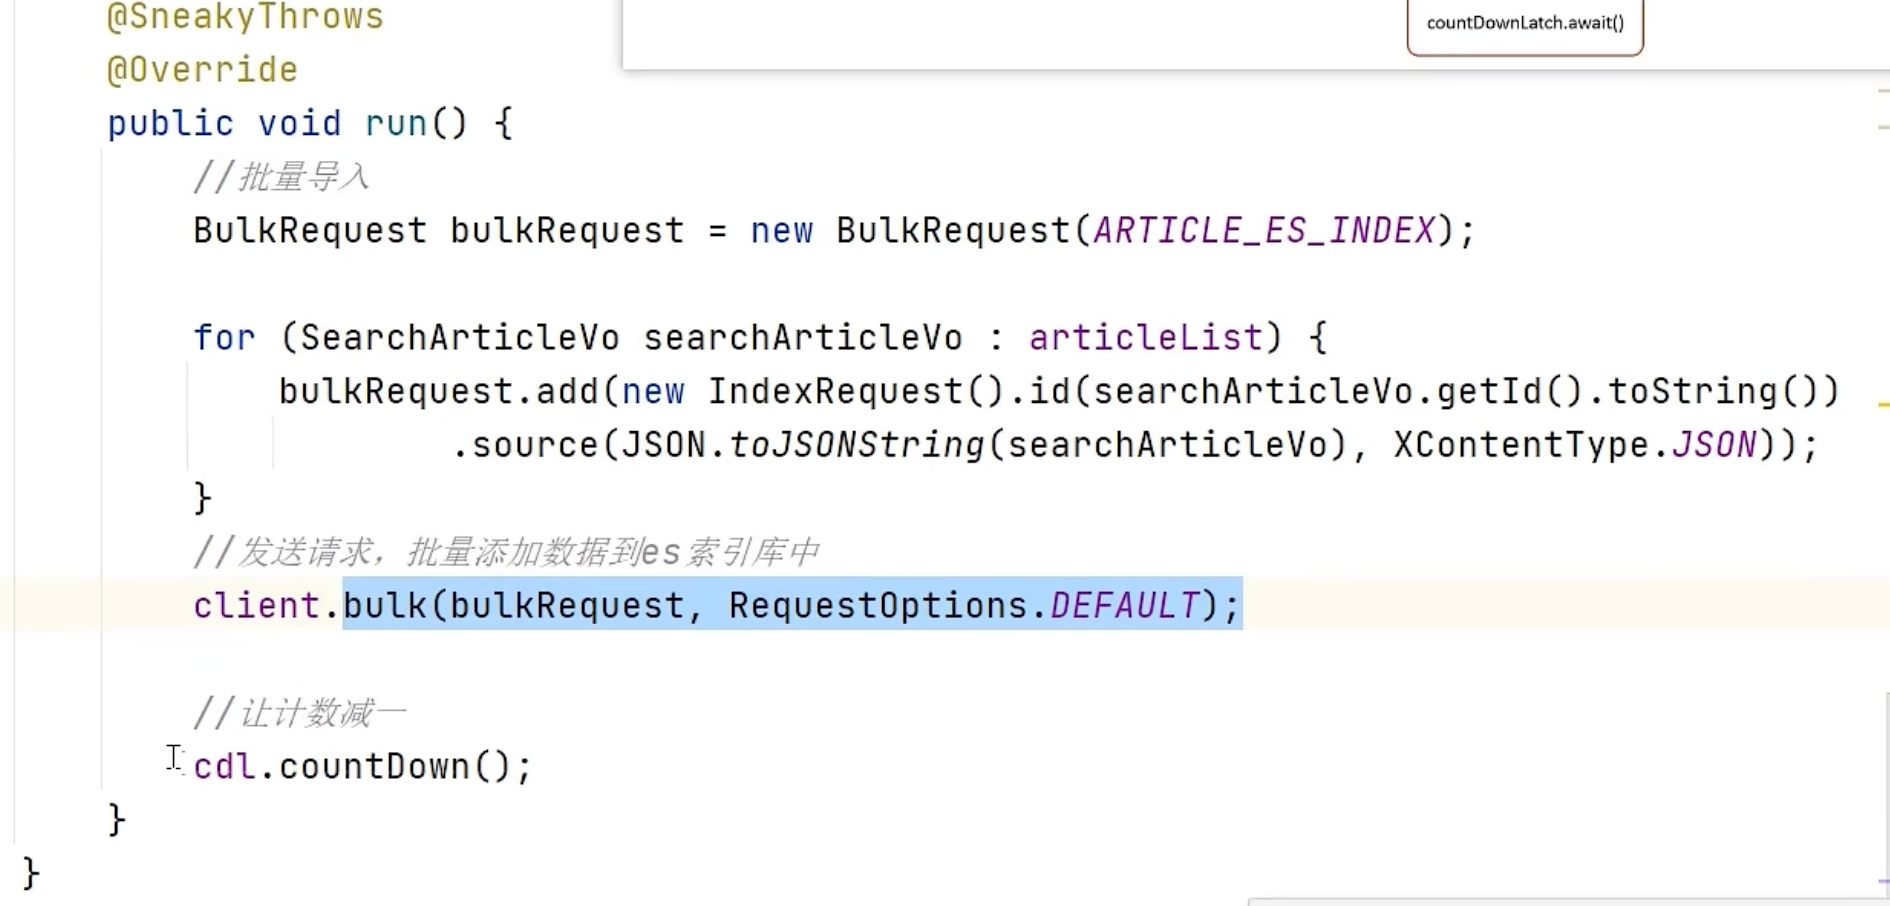 @SneakyThrows
countDownLatch.await()
@Override
public void run() {
//批量导入
BulkRequest bulkRequest = new BulkRequest(ARTICLE_ES_INDEX);
for (SearchArticleVo searchArticleVo : articleList) {
bulkRequest.add(new IndexRequest().id(searchArticleVo.getId().toString())
.source(JSON.toJSONString(searchArticleVo), XContentType.JSON));
}
//发送请求，批量添加数据到es索引库中
client.bulk(bulkRequest, RequestOptions.DEFAULT);
//让计数减一
cdl.countDown();
}
}